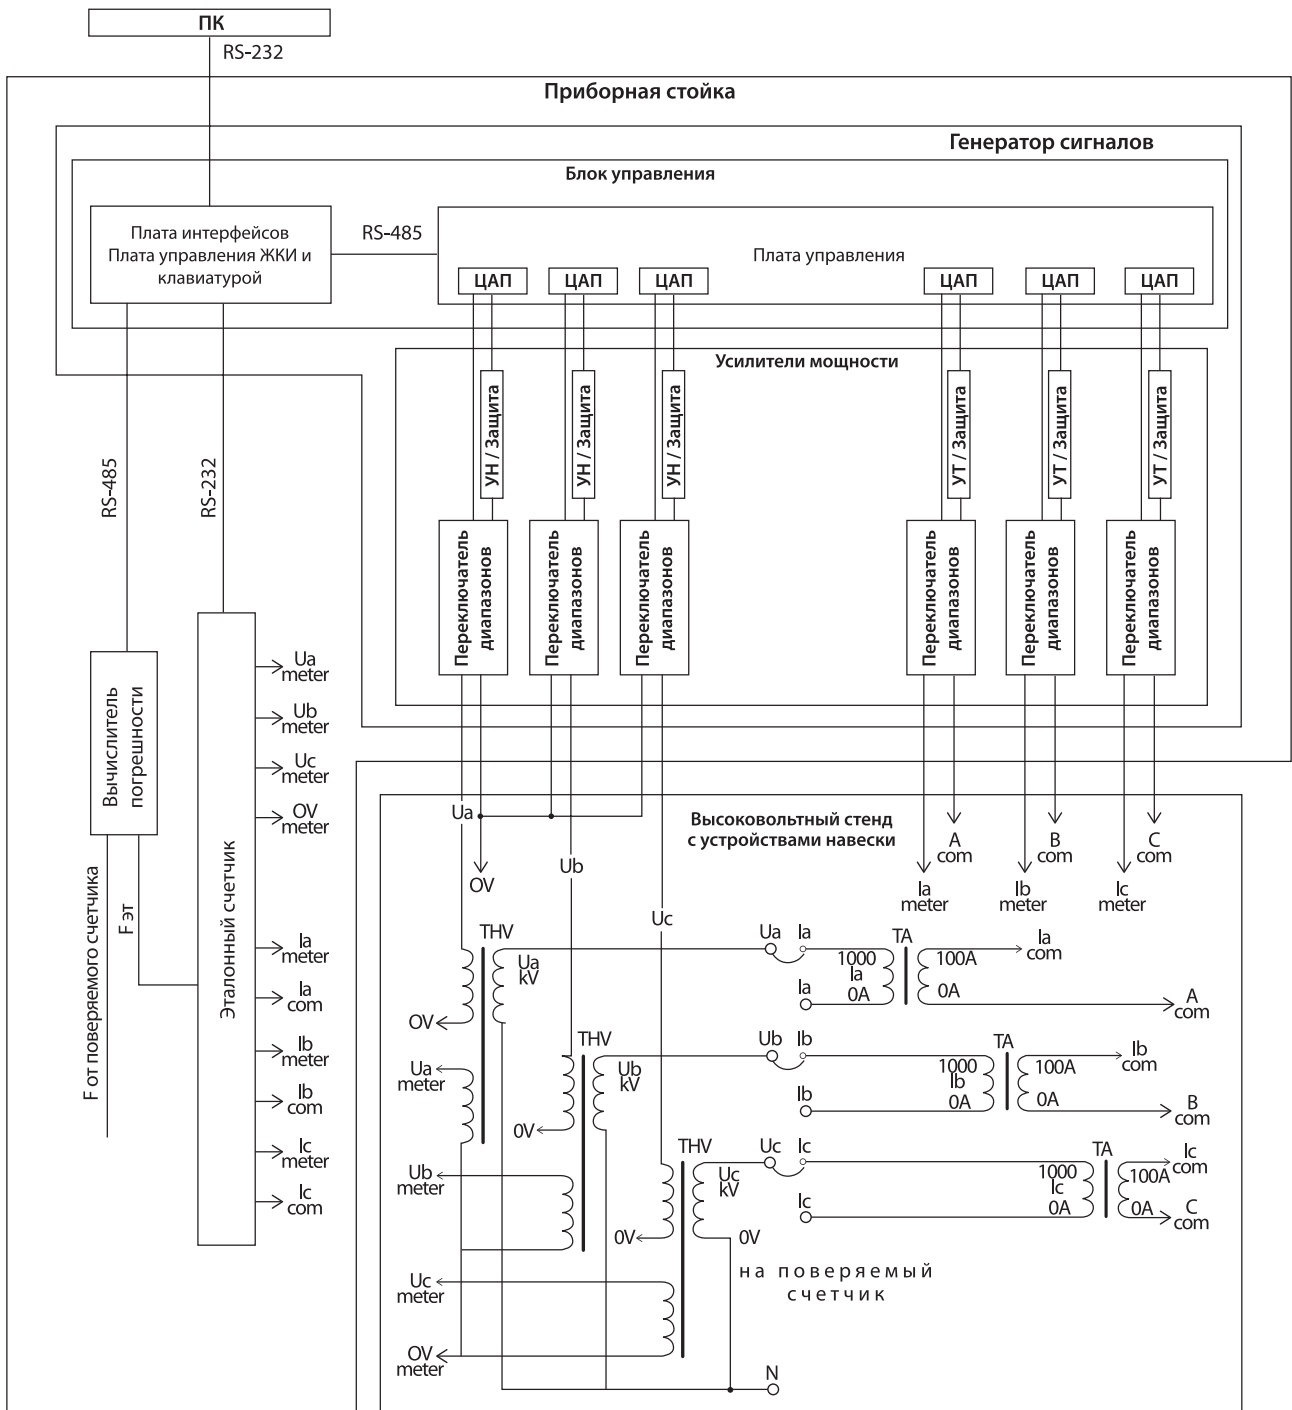 ПК
RS-232
Приборная стойка
Генератор сигналов
Блок управления
Плата интерфейсов
Плата управления ЖКИ и
клавиатурой
RS-485
Плата управления
ЦАП
ЦАП
ЦАП
ЦАП
ЦАП
ЦАП
Усилители мощности
УН / Защита
УН / Защита
УН / Защита
УТ / Защита
УТ / Защита
УТ / Защита
RS-485
RS-232
Переключатель
диапазонов
Переключатель
диапазонов
Переключатель
диапазонов
Переключатель
диапазонов
Переключатель
диапазонов
Переключатель
диапазонов
Вычислитель
погрешности
Эталонный счетчик
F от поверяемого счетчика
F эт
Ua
meter
Ub
meter
Uc
meter
OV
meter
Ia
meter
Ia
com
Ib
meter
Ib
com
Ic
meter
Ic
com
Высоковольтный стенд
с устройствами навески
Ua
OV
Ub
Uc
A
com
B
com
C
com
Ia
meter
Ib
meter
Ic
meter
THV
Ua
kV
OV
Ua
meter
Ua
Ia
Ia
1000
Ia
0A
TA
100A
0A
Ia
com
A
com
THV
Ub
kV
0V
Ub
meter
Ub
Ib
Ib
1000
Ib
0A
TA
100A
0A
Ib
com
B
com
THV
Uc
kV
0V
0V
Uc
meter
OV
meter
Uc
Ic
Ic
1000
Ic
0A
TA
100A
0A
Ic
com
C
com
на поверяемый
счетчик
N